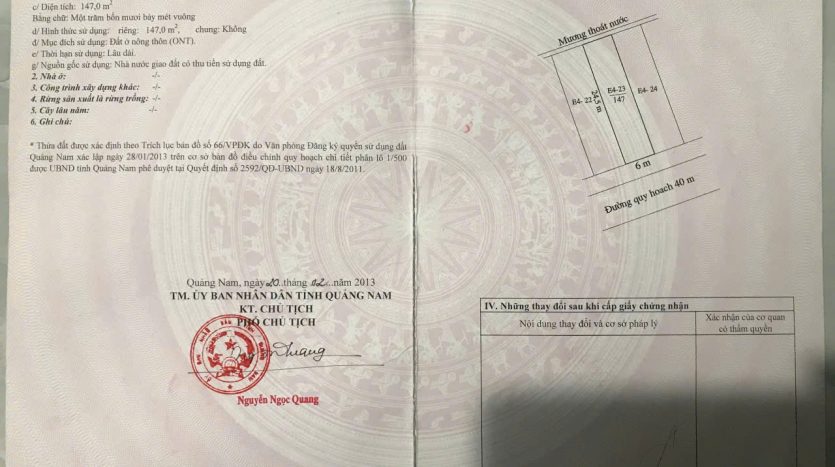 c/ Diện tích: 147,0 m²
Bằng chữ: Một trăm bốn mươi bảy mét vuông
d/ Hình thức sử dụng: riêng: 147,0 m², chung: Không
đ/ Mục đích sử dụng: Đất ở nông thôn (ONT).
e/ Thời hạn sử dụng: Lâu dài.
g/ Nguồn gốc sử dụng: Nhà nước giao đất có thu tiền sử dụng đất.
2. Nhà ở: -/-
3. Công trình xây dựng khác: -/-
4. Rừng sản xuất là rừng trồng: -/-
5. Cây lâu năm: -/-
6. Ghi chú:
* Thửa đất được xác định theo Trích lục bản đồ số 66/VPĐK do Văn phòng Đăng ký quyền sử dụng đất
Quảng Nam xác lập ngày 28/01/2013 trên cơ sở bản đồ điều chỉnh quy hoạch chi tiết phân lô 1/500
được UBND tỉnh Quảng Nam phê duyệt tại Quyết định số 2592/QĐ-UBND ngày 18/8/2011.
Quảng Nam, ngày 20 tháng 02 năm 2013
TM. ỦY BAN NHÂN DÂN TỈNH QUẢNG NAM
KT. CHỦ TỊCH
PHÓ CHỦ TỊCH
Nguyễn Ngọc Quang
Mương thoát nước
E4- 22
24,5 m
E4-23
147
E4- 24
6 m
Đường quy hoạch 40 m
IV. Những thay đổi sau khi cấp giấy chứng nhận
Nội dung thay đổi và cơ sở pháp lý
Xác nhận của cơ quan
có thẩm quyền